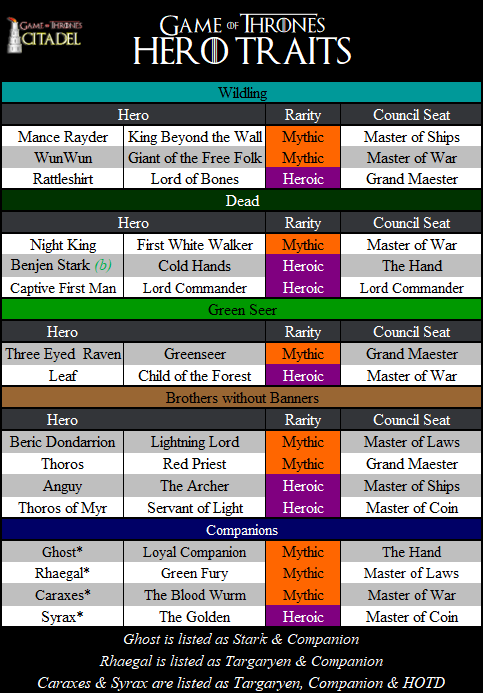 GAME OF THRONES
CITADEL
GAME OF THRONES
HERO TRAITS
Wildling
Hero Rarity Council Seat
Mance Rayder King Beyond the Wall Mythic Master of Ships
WunWun Giant of the Free Folk Mythic Master of War
Rattleshirt Lord of Bones Heroic Grand Maester
Dead
Hero Rarity Council Seat
Night King First White Walker Mythic Master of War
Benjen Stark (b) Cold Hands Heroic The Hand
Captive First Man Lord Commander Heroic Lord Commander
Green Seer
Hero Rarity Council Seat
Three Eyed Raven Greenseer Mythic Grand Maester
Leaf Child of the Forest Heroic Master of War
Brothers without Banners
Hero Rarity Council Seat
Beric Dondarrion Lightning Lord Mythic Master of Laws
Thoros Red Priest Mythic Grand Maester
Anguy The Archer Heroic Master of Ships
Thoros of Myr Servant of Light Heroic Master of Coin
Companions
Ghost* Loyal Companion Mythic The Hand
Rhaegal* Green Fury Mythic Master of Laws
Caraxes* The Blood Wurm Mythic Master of War
Syrax* The Golden Heroic Master of Coin
Ghost is listed as Stark & Companion
Rhaegal is listed as Targaryen & Companion
Caraxes & Syrax are listed as Targaryen, Companion & HOTD